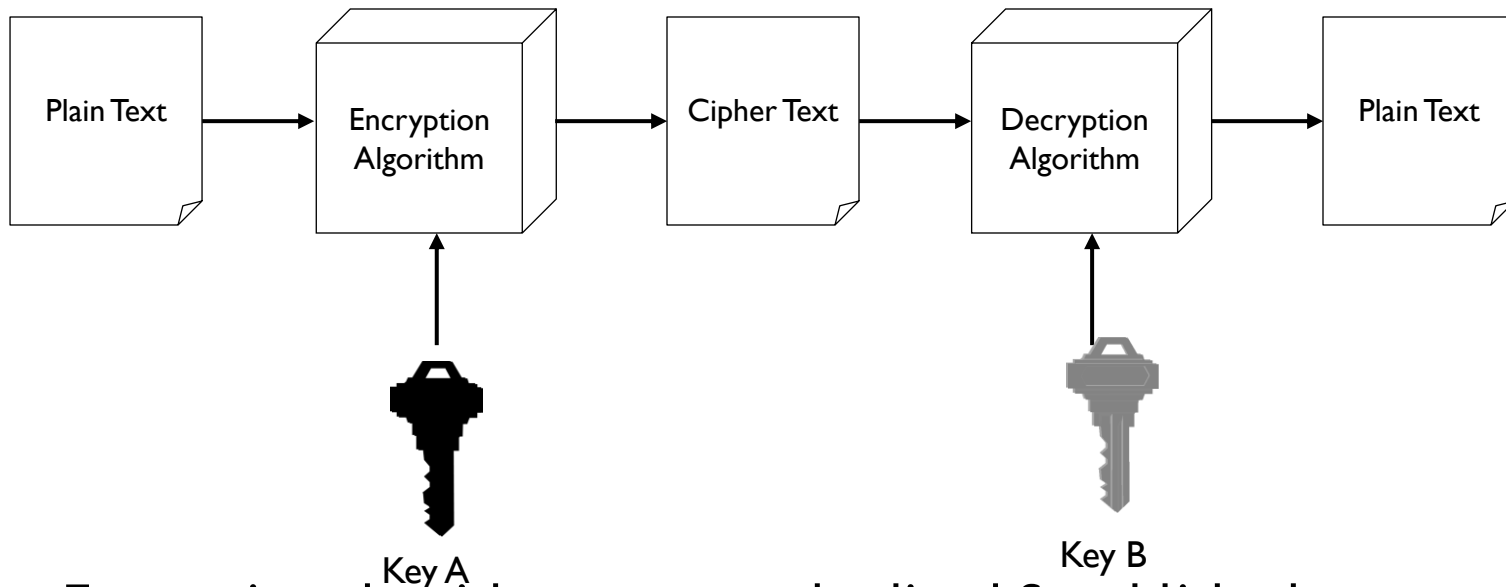 Plain Text
Encryption
Algorithm
Cipher Text
Decryption
Algorithm
Plain Text
Key A
Key B